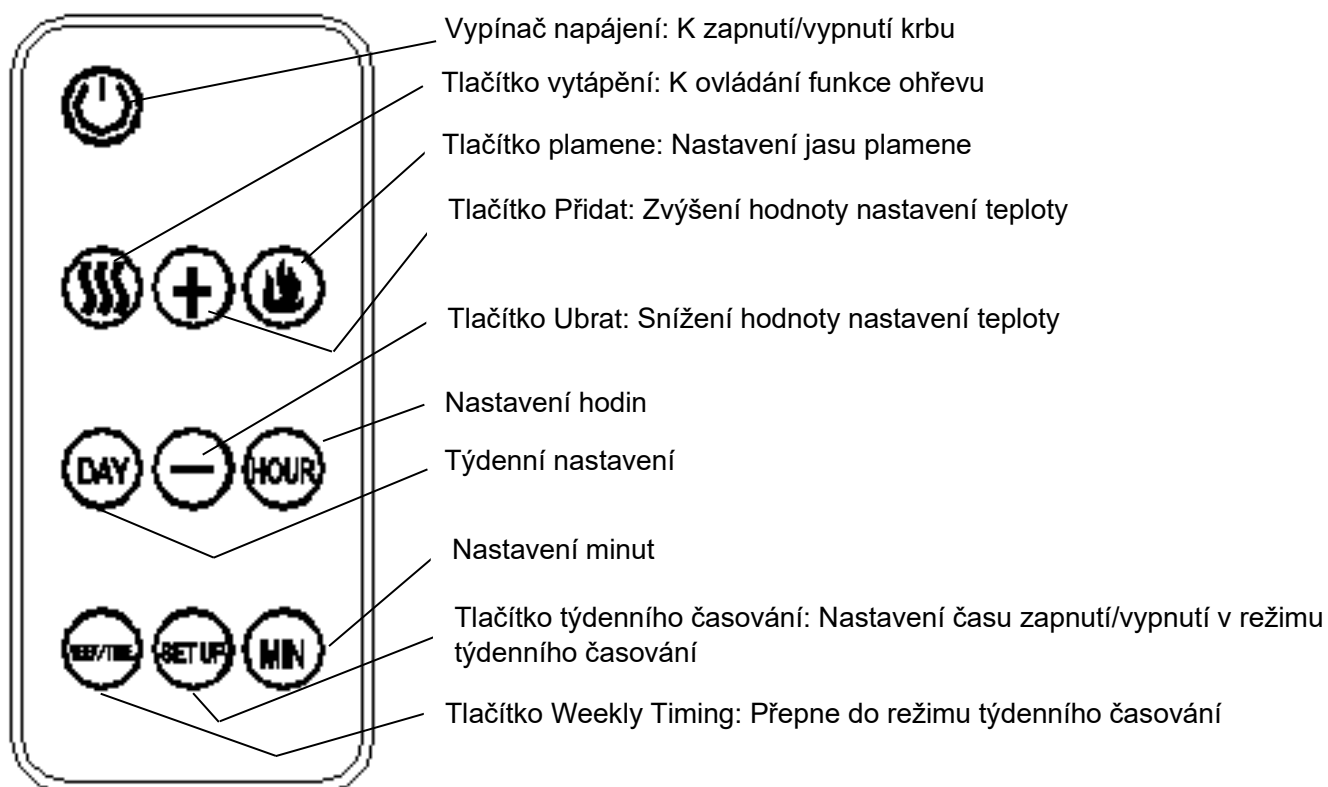 Vypínač napájení: K zapnutí/vypnutí krbu
Tlačítko vytápění: K ovládání funkce ohřevu
Tlačítko plamene: Nastavení jasu plamene
Tlačítko Přidat: Zvýšení hodnoty nastavení teploty
Tlačítko Ubrat: Snížení hodnoty nastavení teploty
DAY
HOUR
Nastavení hodin
Týdenní nastavení
Nastavení minut
SET UP
MIN
Tlačítko týdenního časování: Nastavení času zapnutí/vypnutí v režimu
týdenního časování
Tlačítko Weekly Timing: Přepne do režimu týdenního časování